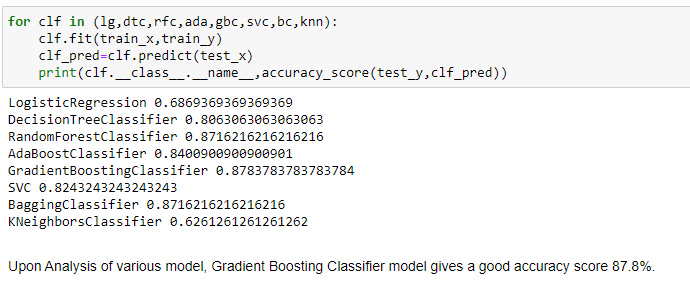 for clf in (lg,dtc,rfc,ada,gbc,svc,bc,knn):
    clf.fit(train_x,train_y)
    clf_pred=clf.predict(test_x)
    print(clf.__class__.__name__,accuracy_score(test_y,clf_pred))
LogisticRegression 0.6869369369369369
DecisionTreeClassifier 0.8063063063063063
RandomForestClassifier 0.8716216216216216
AdaBoostClassifier 0.8400900900900901
GradientBoostingClassifier 0.8783783783783784
SVC 0.8243243243243243
BaggingClassifier 0.8716216216216216
KNeighborsClassifier 0.6261261261261262
Upon Analysis of various model, Gradient Boosting Classifier model gives a good accuracy score 87.8%.